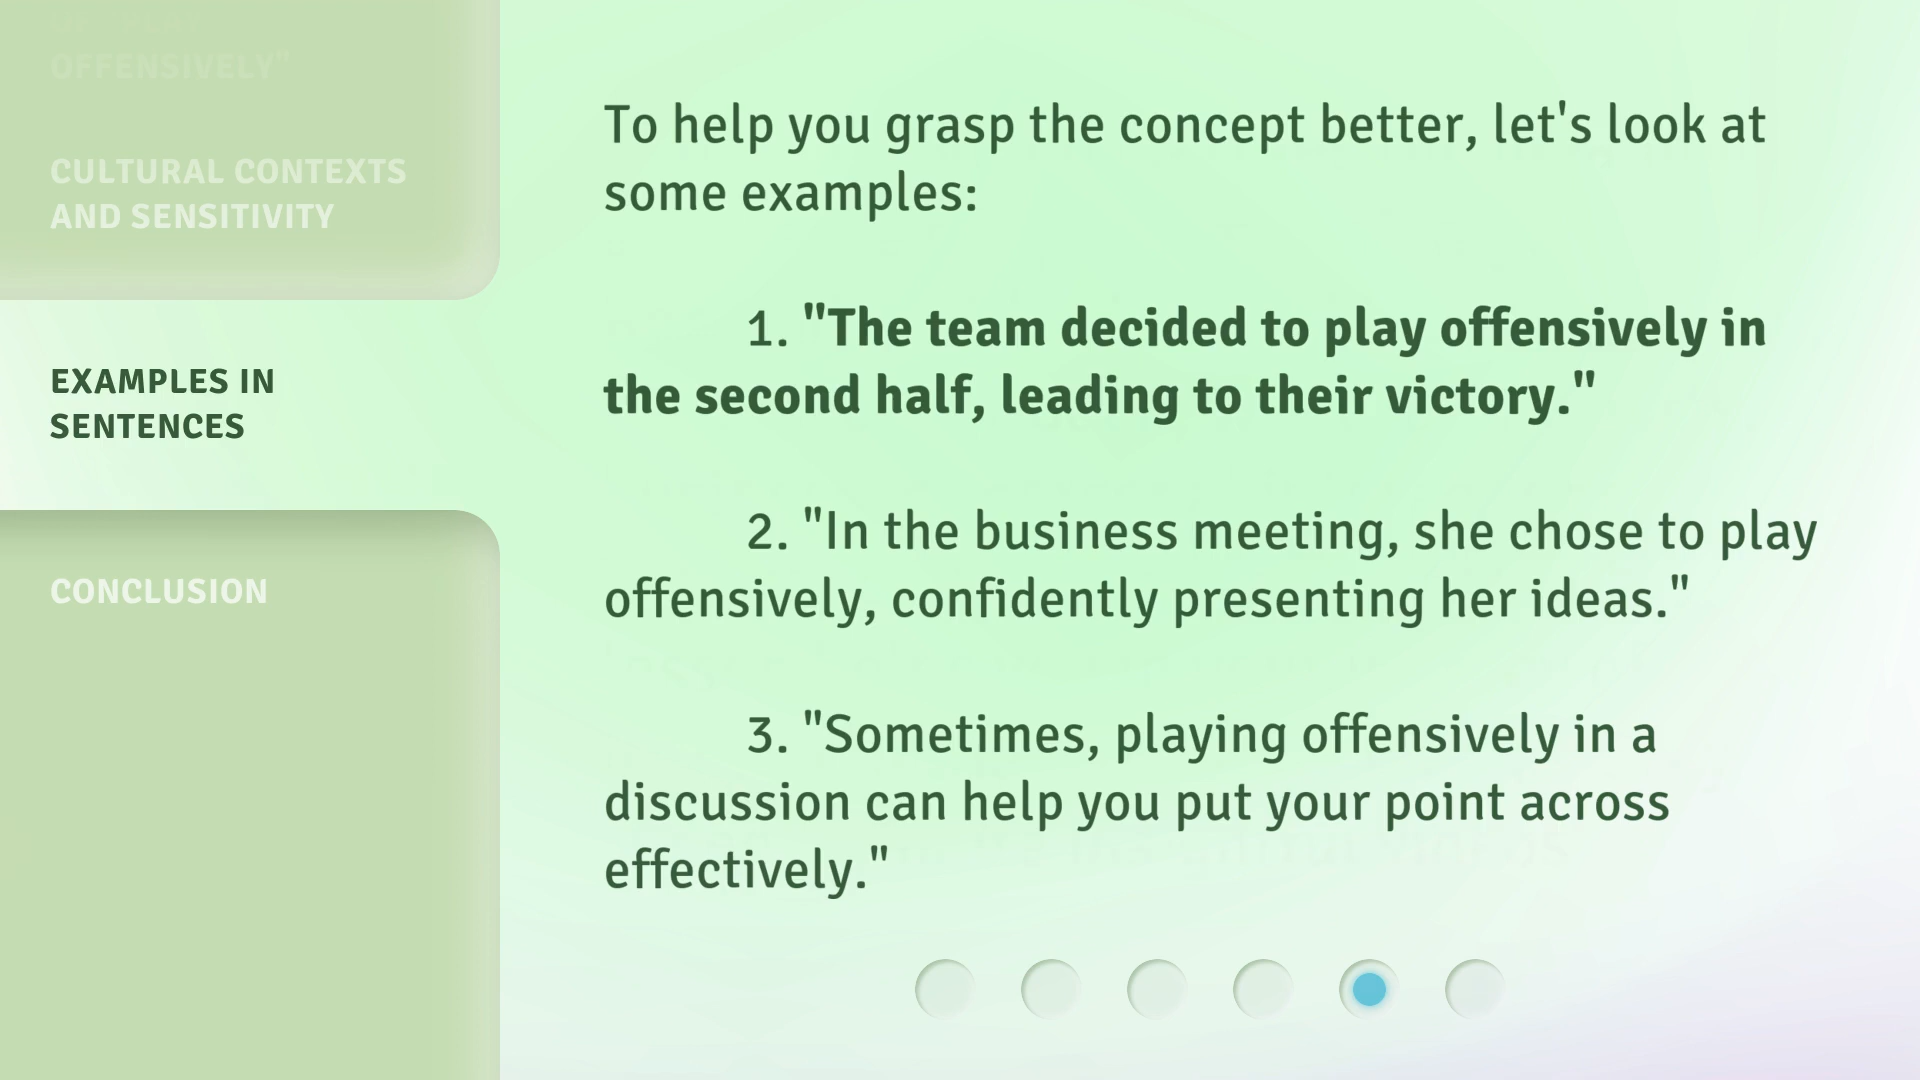 OF "PLAY
OFFENSIVELY"
CULTURAL CONTEXTS
AND SENSITIVITY
EXAMPLES IN
SENTENCES
CONCLUSION
To help you grasp the concept better, let's look at
some examples:
1. "The team decided to play offensively in
the second half, leading to their victory."
2. "In the business meeting, she chose to play
offensively, confidently presenting her ideas."
3. "Sometimes, playing offensively in a
discussion can help you put your point across
effectively."